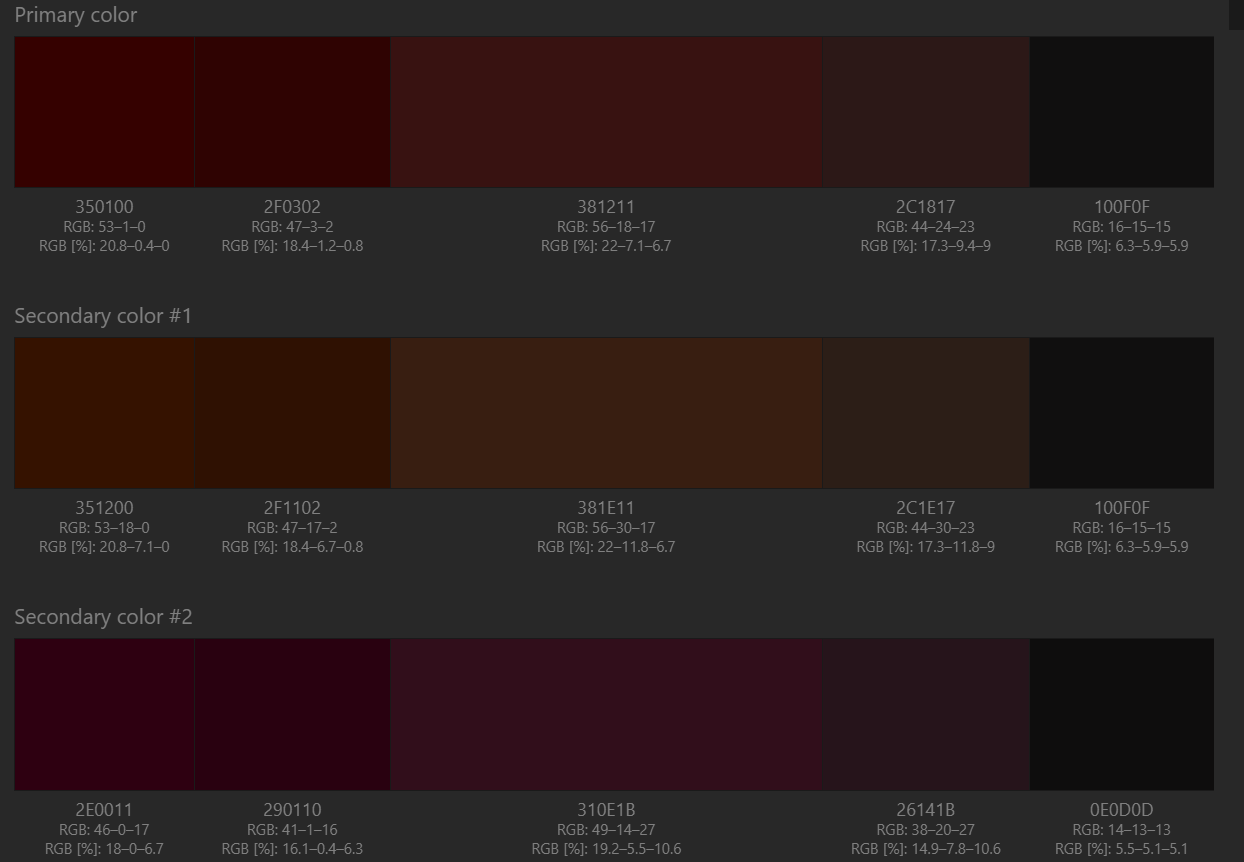 Primary color
350100 2F0302 381211 2C1817 100F0F
RGB: 53–1–0 RGB: 47–3–2 RGB: 56–18–17 RGB: 44–24–23 RGB: 16–15–15
RGB [%]: 20.8–0.4–0 RGB [%]: 18.4–1.2–0.8 RGB [%]: 22–7.1–6.7 RGB [%]: 17.3–9.4–9 RGB [%]: 6.3–5.9–5.9
Secondary color #1
351200 2F1102 381E11 2C1E17 100F0F
RGB: 53–18–0 RGB: 47–17–2 RGB: 56–30–17 RGB: 44–30–23 RGB: 16–15–15
RGB [%]: 20.8–7.1–0 RGB [%]: 18.4–6.7–0.8 RGB [%]: 22–11.8–6.7 RGB [%]: 17.3–11.8–9 RGB [%]: 6.3–5.9–5.9
Secondary color #2
2E0011 290110 310E1B 26141B 0E0D0D
RGB: 46–0–17 RGB: 41–1–16 RGB: 49–14–27 RGB: 38–20–27 RGB: 14–13–13
RGB [%]: 18–0–6.7 RGB [%]: 16.1–0.4–6.3 RGB [%]: 19.2–5.5–10.6 RGB [%]: 14.9–7.8–10.6 RGB [%]: 5.5–5.1–5.1